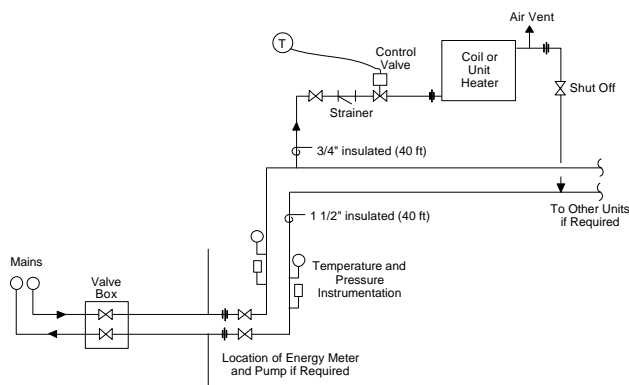 Air Vent
T
Control
Valve
Coil or
Unit
Heater
Shut Off
Strainer
3/4" insulated (40 ft)
1 1/2" insulated (40 ft)
To Other Units
if Required
Mains
Valve
Box
Temperature and
Pressure
Instrumentation
Location of Energy Meter
and Pump if Required